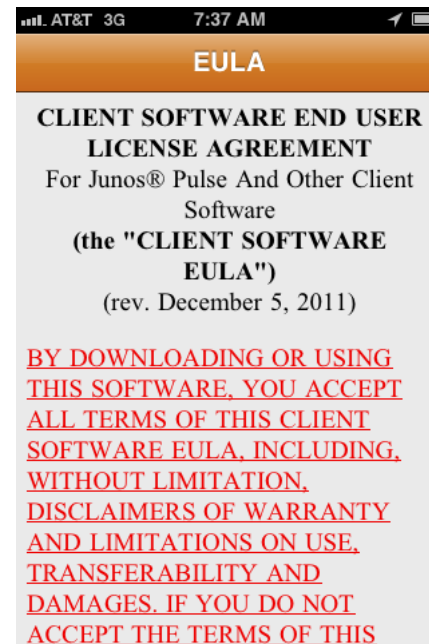 AT&T 3G 7:37 AM
EULA
CLIENT SOFTWARE END USER
LICENSE AGREEMENT
For Junos® Pulse And Other Client
Software
(the "CLIENT SOFTWARE
EULA")
(rev. December 5, 2011)
BY DOWNLOADING OR USING
THIS SOFTWARE, YOU ACCEPT
ALL TERMS OF THIS CLIENT
SOFTWARE EULA, INCLUDING,
WITHOUT LIMITATION,
DISCLAIMERS OF WARRANTY
AND LIMITATIONS ON USE,
TRANSFERABILITY AND
DAMAGES. IF YOU DO NOT
ACCEPT THE TERMS OF THIS